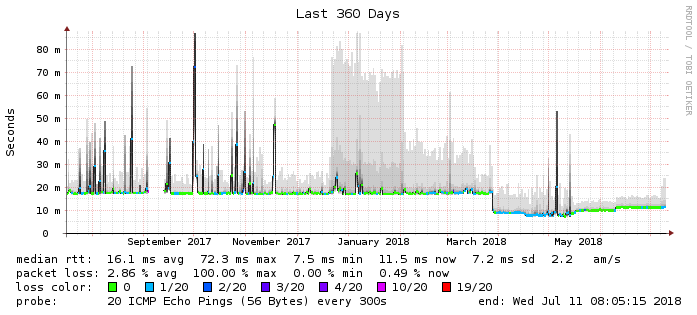 Last 360 Days
RRDTOOL / TOBI OETIKER
Seconds
80 m
70 m
60 m
50 m
40 m
30 m
20 m
10 m
0
September 2017 November 2017 January 2018 March 2018 May 2018
median rtt: 16.1 ms avg 72.3 ms max 7.5 ms min 11.5 ms now 7.2 ms sd 2.2 am/s
packet loss: 2.86 % avg 100.00 % max 0.00 % min 0.49 % now
loss color: 0 1/20 2/20 3/20 4/20 10/20 19/20
probe: 20 ICMP Echo Pings (56 Bytes) every 300s end: Wed Jul 11 08:05:15 2018